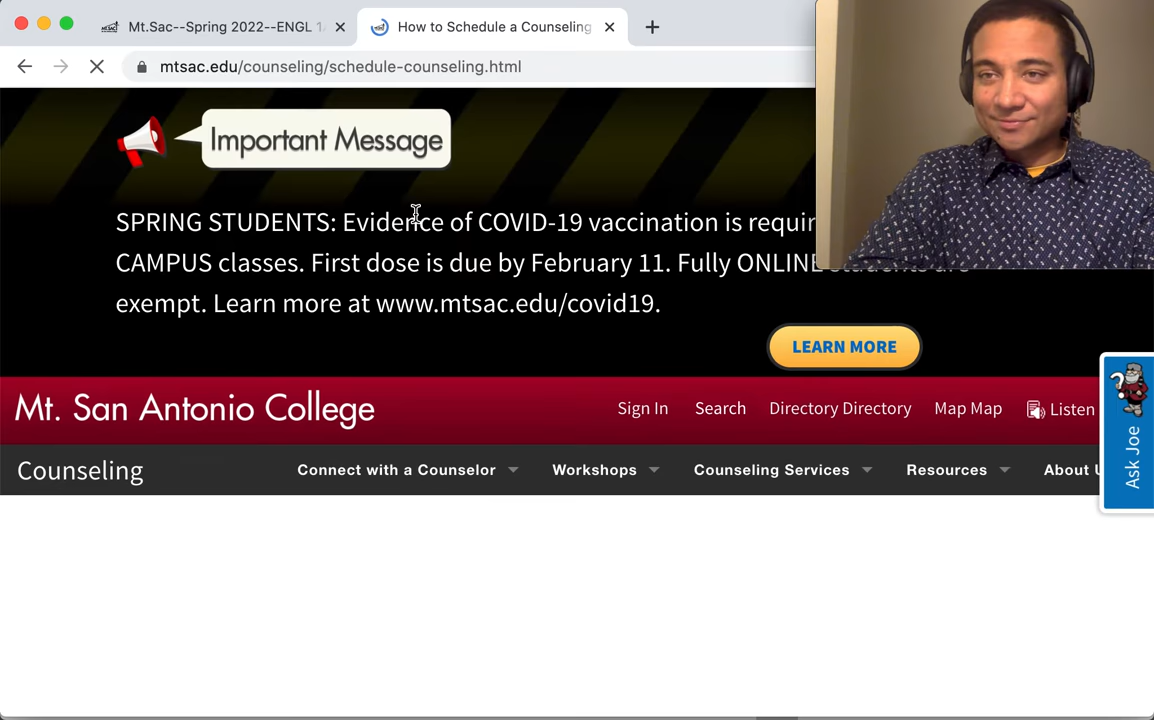 Mt.Sac--Spring 2022--ENGL 1
How to Schedule a Counseling
mtsac.edu/counseling/schedule-counseling.html
Important Message
SPRING STUDENTS: Evidence of COVID-19 vaccination is requir
CAMPUS classes. First dose is due by February 11. Fully ONLINE
exempt. Learn more at www.mtsac.edu/covid19.
LEARN MORE
Mt. San Antonio College
Sign In Search Directory Directory Map Map Listen
Counseling Connect with a Counselor Workshops Counseling Services Resources About U
?
Ask Joe